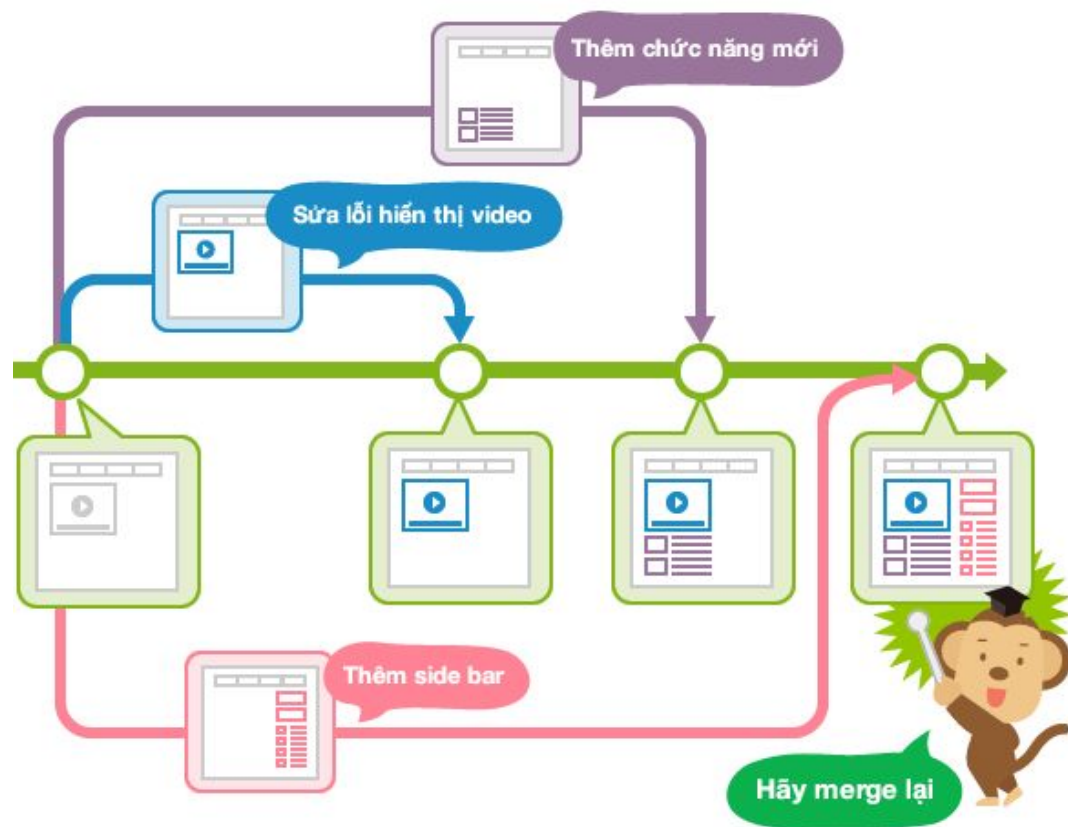 Thêm chức năng mới
Sửa lỗi hiển thị video
Thêm side bar
Hãy merge lại